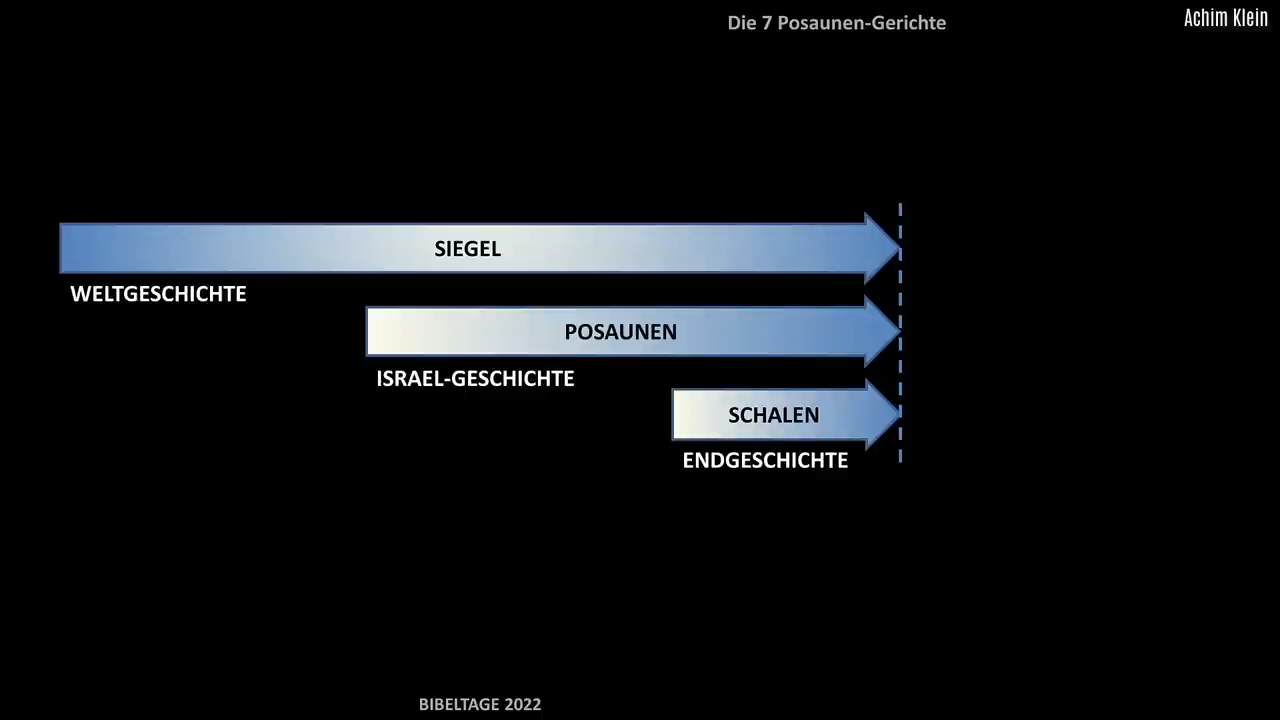 Die 7 Posaunen-Gerichte
Achim Klein
SIEGEL
WELTGESCHICHTE
POSAUNEN
ISRAEL-GESCHICHTE
SCHALEN
ENDGESCHICHTE
BIBELTAGE 2022